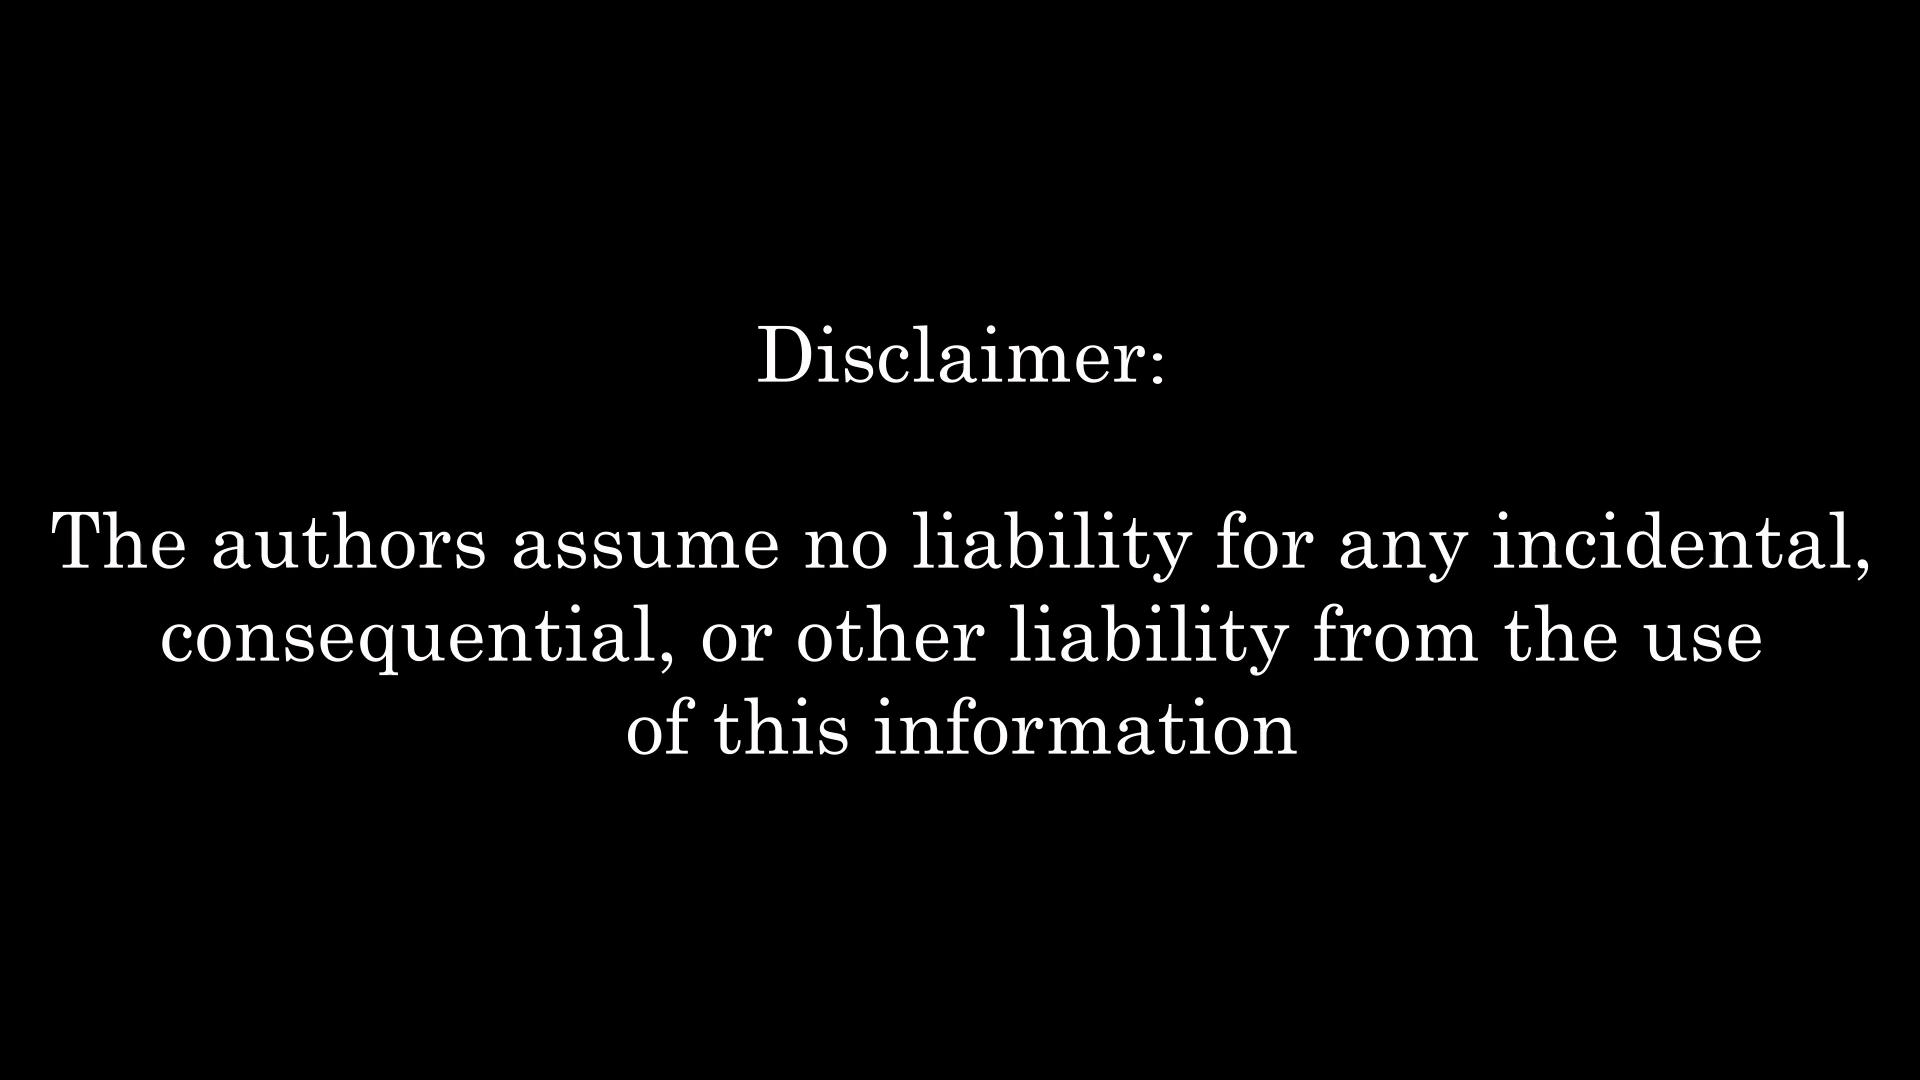 Disclaimer:
The authors assume no liability for any incidental,
consequential, or other liability from the use
of this information